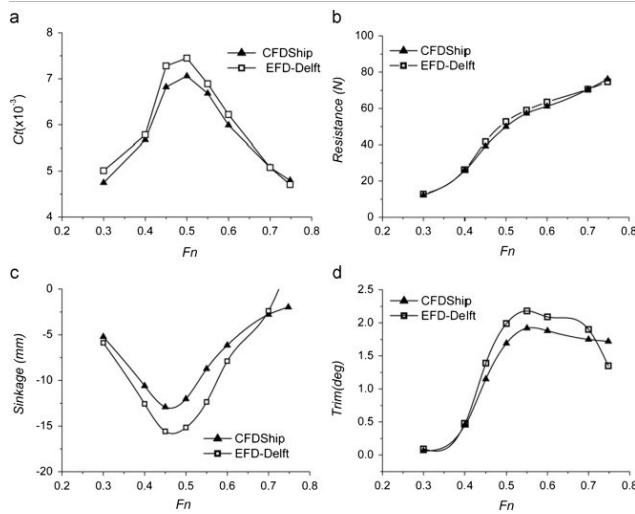 a
b
CFDShip
EFD-Delft
Ct(x10⁻³)
8
7
6
5
4
0.2 0.3 0.4 0.5 0.6 0.7 0.8
Fn
CFDShip
EFD-Delft
Resistance (N)
100
80
60
40
20
0
0.2 0.3 0.4 0.5 0.6 0.7 0.8
Fn
c
d
Sinkage (mm)
0
-5
-10
-15
-20
CFDShip
EFD-Delft
0.2 0.3 0.4 0.5 0.6 0.7 0.8
Fn
CFDShip
EFD-Delft
Trim(deg)
2.5
2.0
1.5
1.0
0.5
0.0
0.2 0.3 0.4 0.5 0.6 0.7 0.8
Fn